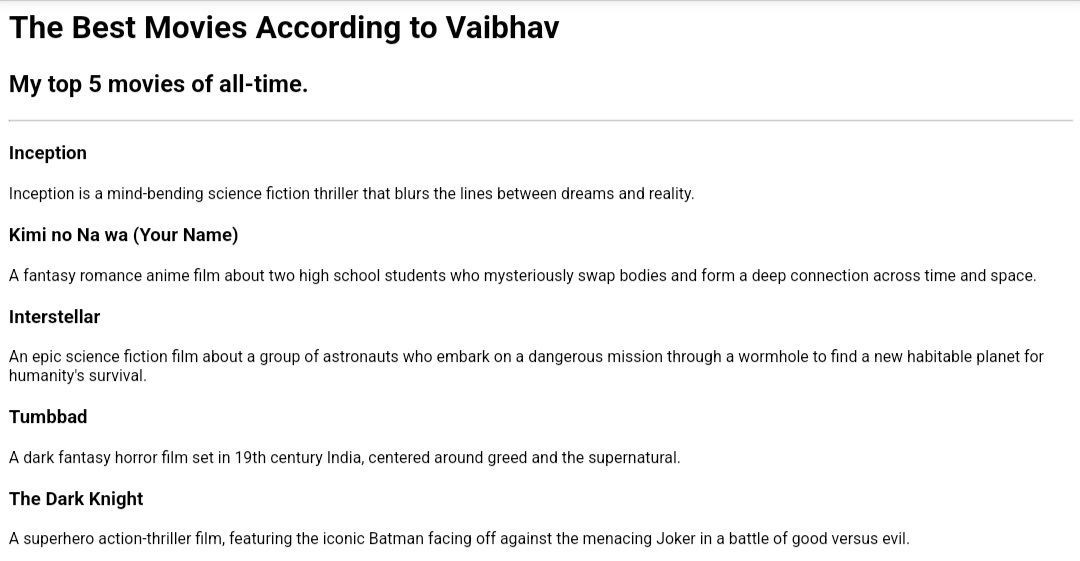 The Best Movies According to Vaibhav
My top 5 movies of all-time.
Inception
Inception is a mind-bending science fiction thriller that blurs the lines between dreams and reality.
Kimi no Na wa (Your Name)
A fantasy romance anime film about two high school students who mysteriously swap bodies and form a deep connection across time and space.
Interstellar
An epic science fiction film about a group of astronauts who embark on a dangerous mission through a wormhole to find a new habitable planet for
humanity's survival.
Tumbbad
A dark fantasy horror film set in 19th century India, centered around greed and the supernatural.
The Dark Knight
A superhero action-thriller film, featuring the iconic Batman facing off against the menacing Joker in a battle of good versus evil.